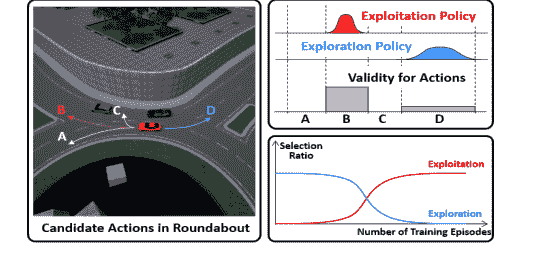 B
C
D
A
Candidate Actions in Roundabout
Exploitation Policy
Exploration Policy
Validity for Actions
A B C D
Selection
Ratio
Exploitation
Exploration
Number of Training Episodes